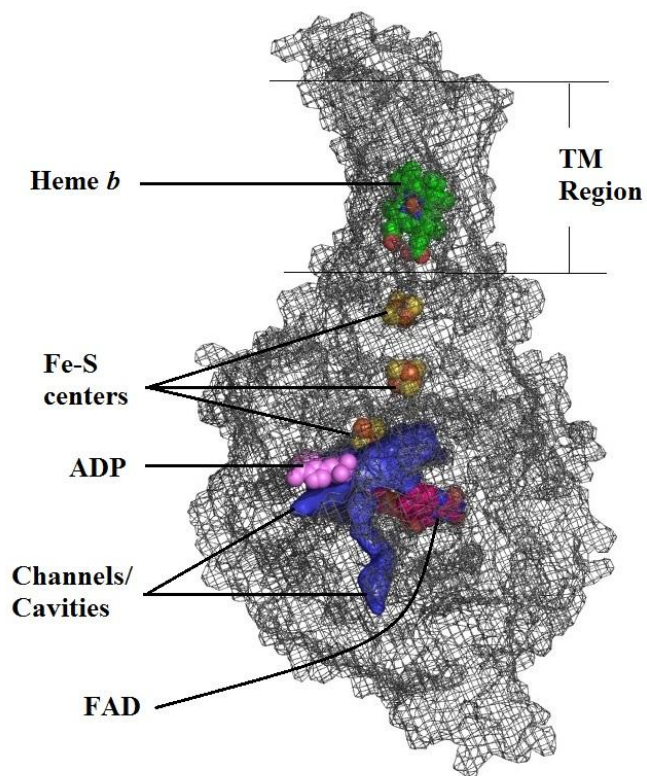 Heme b
TM
Region
Fe-S
centers
ADP
Channels/
Cavities
FAD